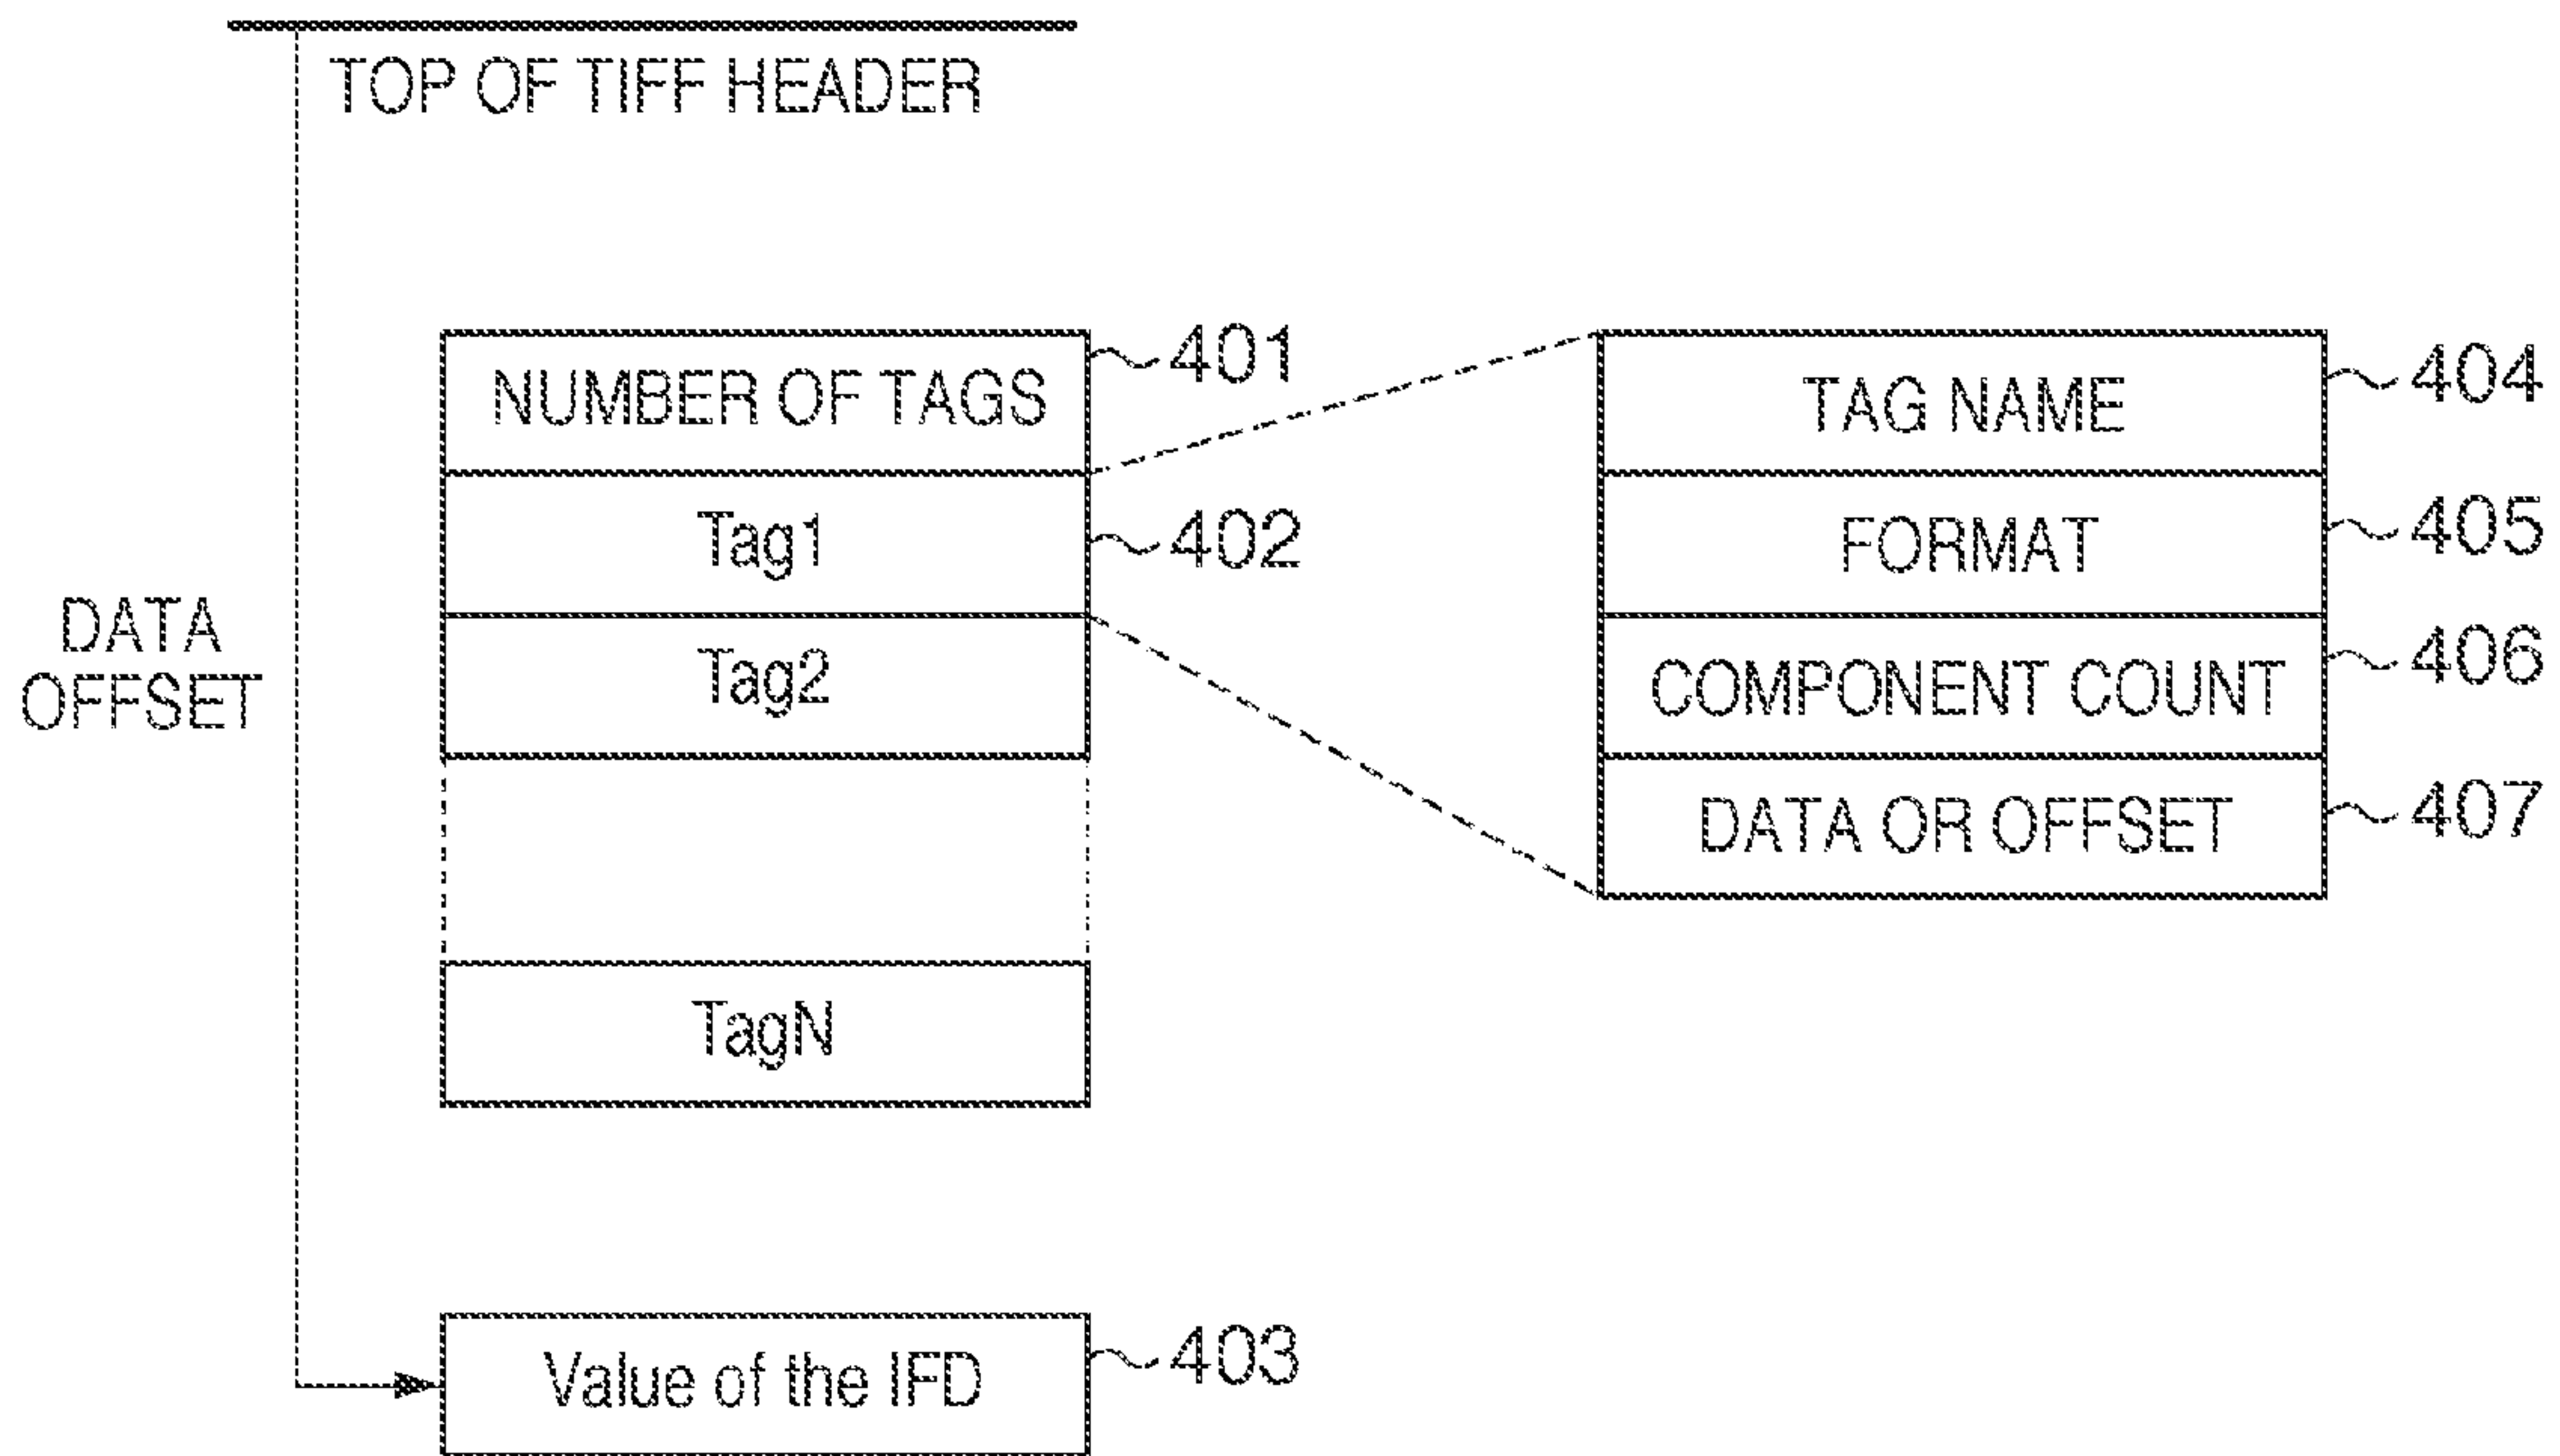 TOP OF TIFF HEADER
NUMBER OF TAGS
401
Tag1
402
Tag2
TagN
DATA
OFFSET
Value of the IFD
403
TAG NAME
404
FORMAT
405
COMPONENT COUNT
406
DATA OR OFFSET
407